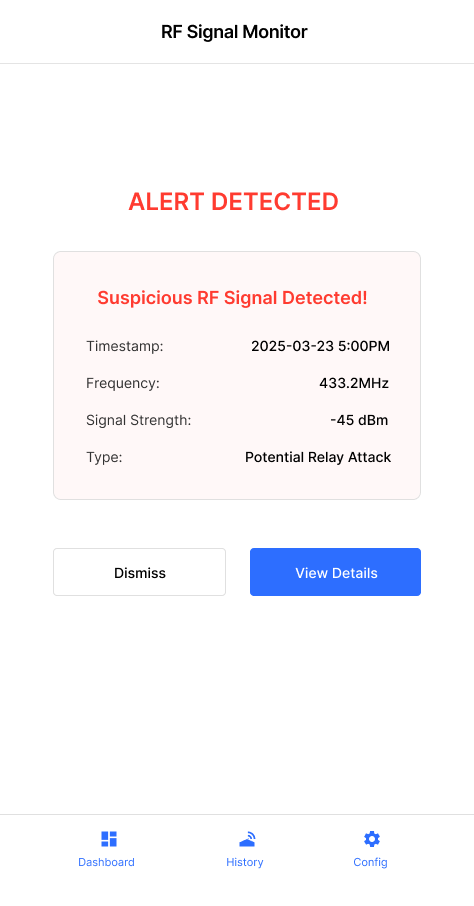 RF Signal Monitor
ALERT DETECTED
Suspicious RF Signal Detected!
Timestamp: 2025-03-23 5:00PM
Frequency: 433.2MHz
Signal Strength: -45 dBm
Type: Potential Relay Attack
Dismiss View Details
Dashboard History Config